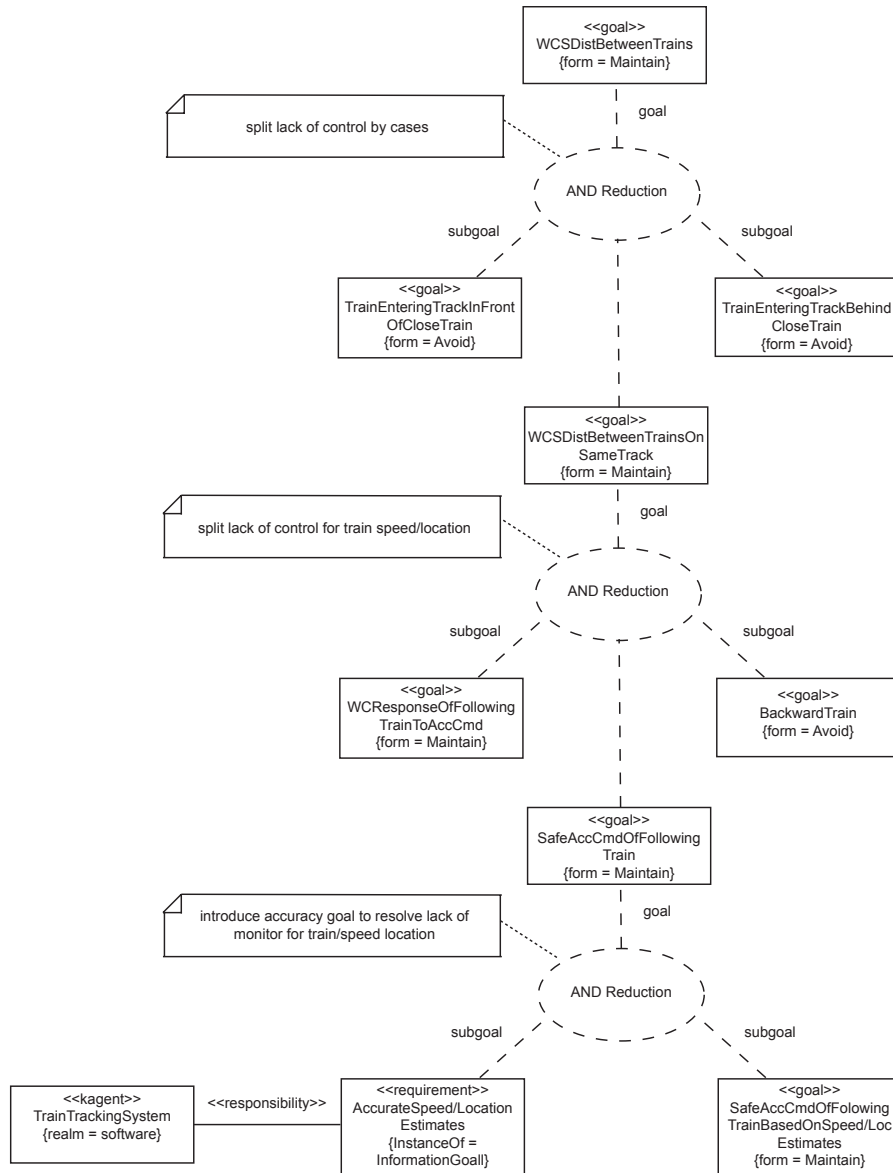 <<goal>>
WCSDistBetweenTrains
{form = Maintain}
goal
split lack of control by cases
AND Reduction
subgoal
subgoal
<<goal>>
TrainEnteringTrackInFront
OfCloseTrain
{form = Avoid}
<<goal>>
TrainEnteringTrackBehind
CloseTrain
{form = Avoid}
<<goal>>
WCSDistBetweenTrainsOn
SameTrack
{form = Maintain}
goal
split lack of control for train speed/location
AND Reduction
subgoal
subgoal
<<goal>>
WCResponseOfFollowing
TrainToAccCmd
{form = Maintain}
<<goal>>
BackwardTrain
{form = Avoid}
<<goal>>
SafeAccCmdOfFollowing
Train
{form = Maintain}
goal
introduce accuracy goal to resolve lack of
monitor for train/speed location
AND Reduction
subgoal
subgoal
<<kagent>>
TrainTrackingSystem
{realm = software}
<<responsibility>>
<<requirement>>
AccurateSpeed/Location
Estimates
{InstanceOf =
InformationGoall}
<<goal>>
SafeAccCmdOfFolowing
TrainBasedOnSpeed/Loc
Estimates
{form = Maintain}